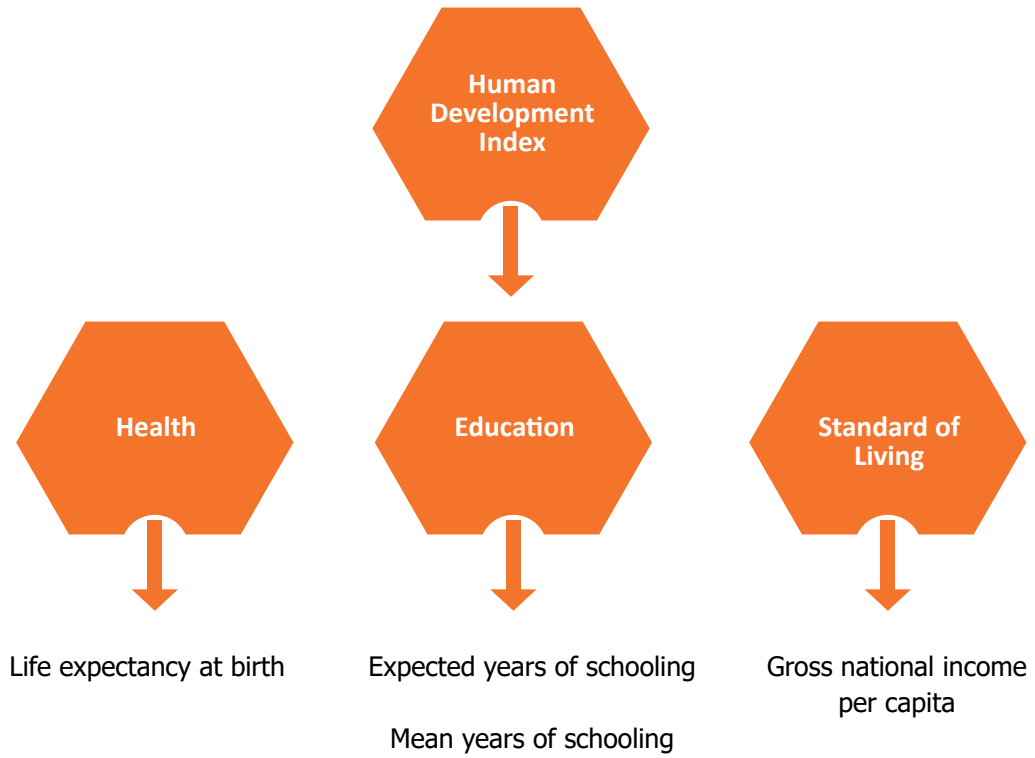 Human
Development
Index
Health
Education
Standard of
Living
Life expectancy at birth
Expected years of schooling
Mean years of schooling
Gross national income
per capita